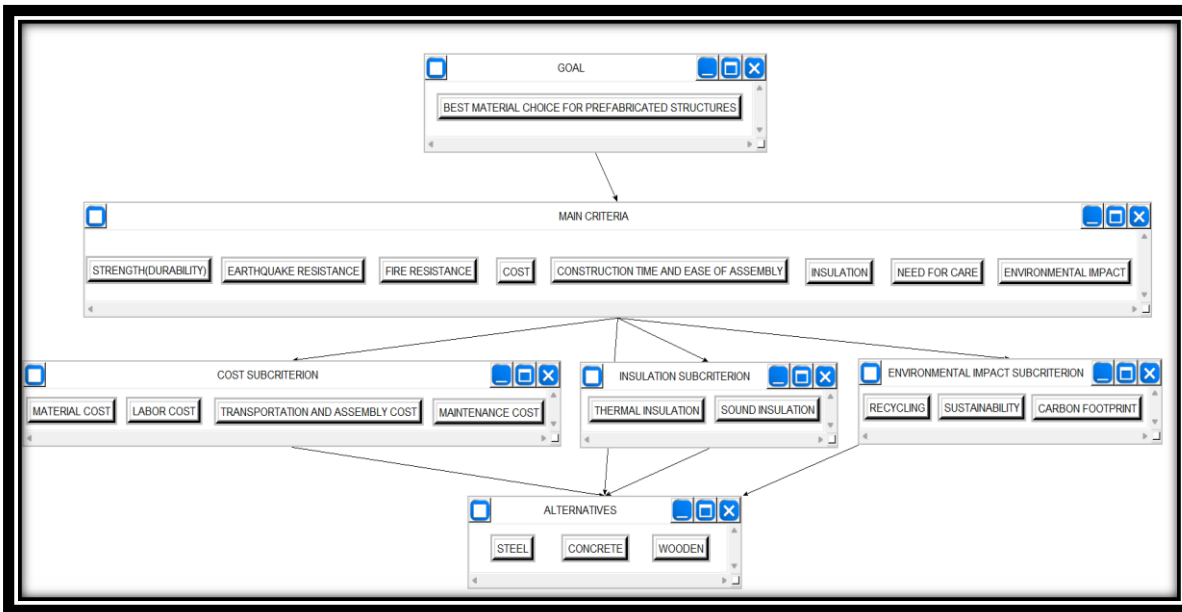 GOAL
BEST MATERIAL CHOICE FOR PREFABRICATED STRUCTURES
MAIN CRITERIA
STRENGTH(DURABILITY)
EARTHQUAKE RESISTANCE
FIRE RESISTANCE
COST
CONSTRUCTION TIME AND EASE OF ASSEMBLY
INSULATION
NEED FOR CARE
ENVIRONMENTAL IMPACT
COST SUBCRITERION
MATERIAL COST
LABOR COST
TRANSPORTATION AND ASSEMBLY COST
MAINTENANCE COST
INSULATION SUBCRITERION
THERMAL INSULATION
SOUND INSULATION
ENVIRONMENTAL IMPACT SUBCRITERION
RECYCLING
SUSTAINABILITY
CARBON FOOTPRINT
ALTERNATIVES
STEEL
CONCRETE
WOODEN